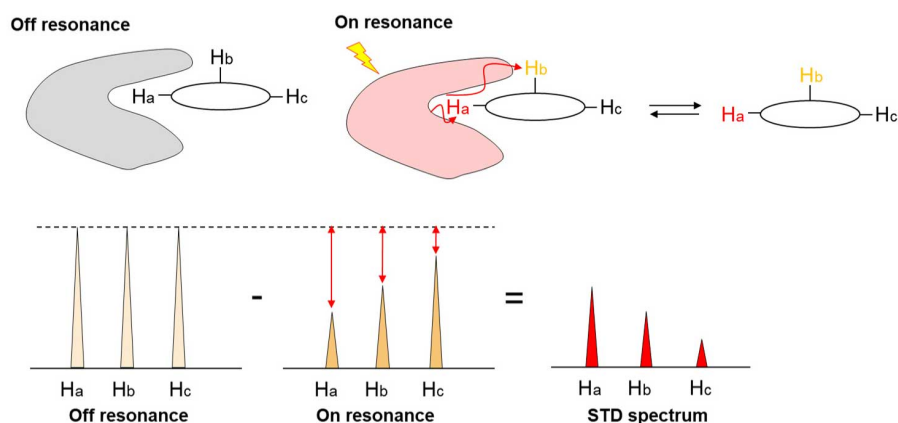 Off resonance
On resonance
Hb
Ha
Hc
Hb
Ha
Hc
Hb
Ha
Hc
-
=
Ha Hb Hc
Off resonance
Ha Hb Hc
On resonance
Ha Hb Hc
STD spectrum